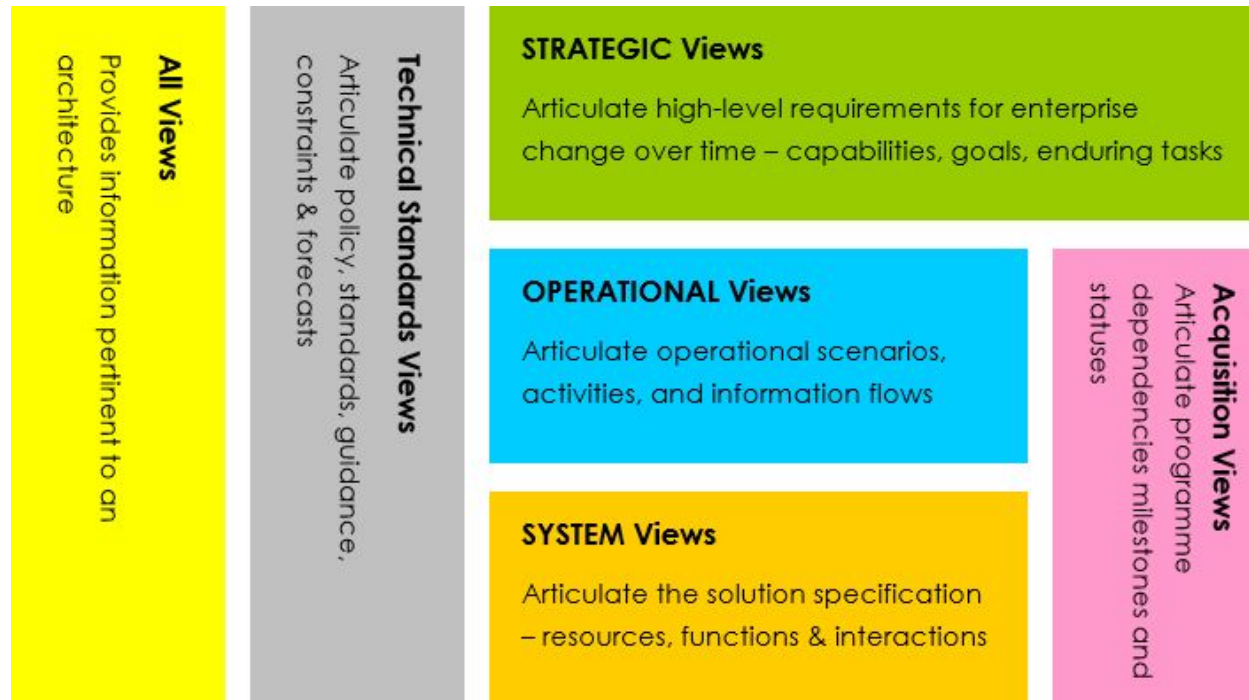 All Views
Provides information pertinent to an
architecture
Technical Standards Views
Articulate policy, standards, guidance,
constraints & forecasts
STRATEGIC Views
Articulate high-level requirements for enterprise
change over time – capabilities, goals, enduring tasks
OPERATIONAL Views
Articulate operational scenarios,
activities, and information flows
SYSTEM Views
Articulate the solution specification
– resources, functions & interactions
Acquisition Views
Articulate programme
dependencies milestones and
statuses